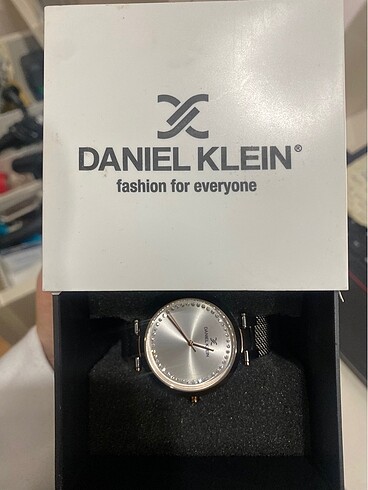 DANIEL KLEIN®
fashion for everyone
DANIEL KLEIN